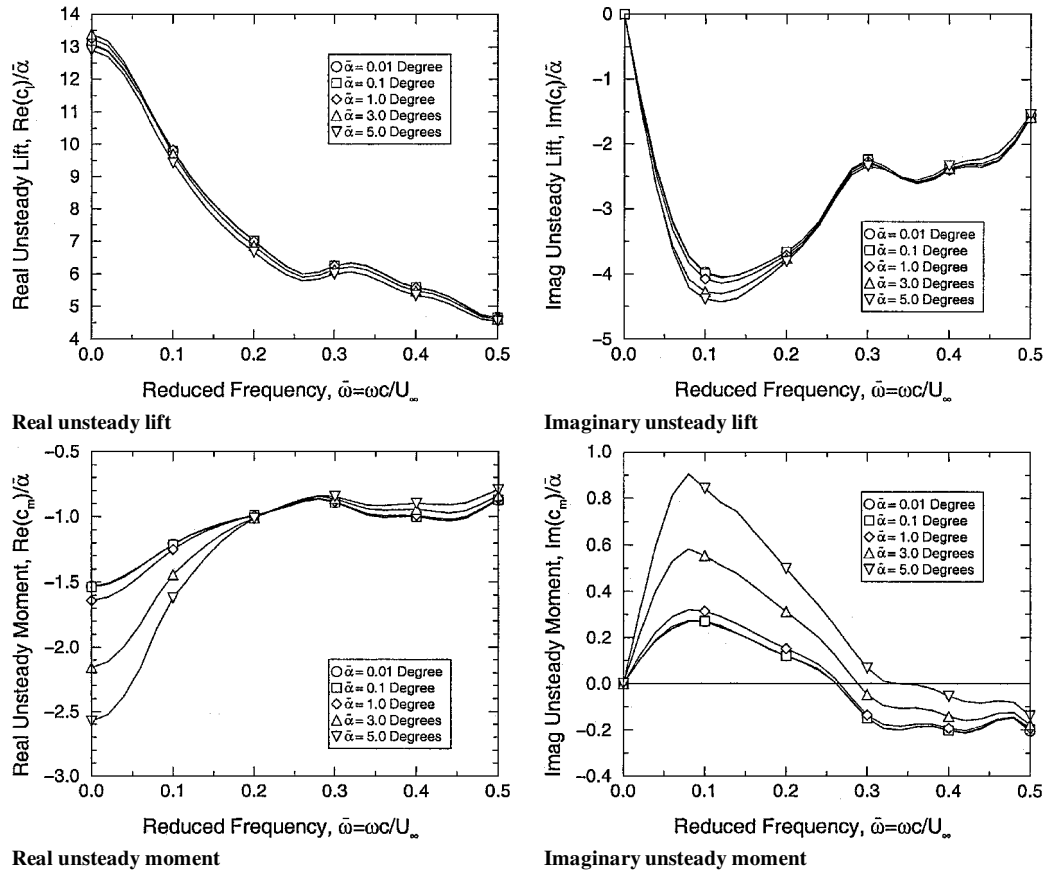 Real Unsteady Lift, Re(c_l)/ᾱ
14
13
12
11
10
9
8
7
6
5
4
0.0 0.1 0.2 0.3 0.4 0.5
ᾱ= 0.01 Degree
ᾱ= 0.1 Degree
ᾱ= 1.0 Degree
ᾱ= 3.0 Degrees
ᾱ= 5.0 Degrees
Reduced Frequency, ω̄=ωc/U∞
Real unsteady lift
Imag Unsteady Lift, Im(c_l)/ᾱ
0
−1
−2
−3
−4
−5
0.0 0.1 0.2 0.3 0.4 0.5
ᾱ= 0.01 Degree
ᾱ= 0.1 Degree
ᾱ= 1.0 Degree
ᾱ= 3.0 Degrees
ᾱ= 5.0 Degrees
Reduced Frequency, ω̄=ωc/U∞
Imaginary unsteady lift
Real Unsteady Moment, Re(c_m)/ᾱ
−0.5
−1.0
−1.5
−2.0
−2.5
−3.0
0.0 0.1 0.2 0.3 0.4 0.5
ᾱ= 0.01 Degree
ᾱ= 0.1 Degree
ᾱ= 1.0 Degree
ᾱ= 3.0 Degrees
ᾱ= 5.0 Degrees
Reduced Frequency, ω̄=ωc/U∞
Real unsteady moment
Imag Unsteady Moment, Im(c_m)/ᾱ
1.0
0.8
0.6
0.4
0.2
0.0
−0.2
−0.4
0.0 0.1 0.2 0.3 0.4 0.5
ᾱ= 0.01 Degree
ᾱ= 0.1 Degree
ᾱ= 1.0 Degree
ᾱ= 3.0 Degrees
ᾱ= 5.0 Degrees
Reduced Frequency, ω̄=ωc/U∞
Imaginary unsteady moment